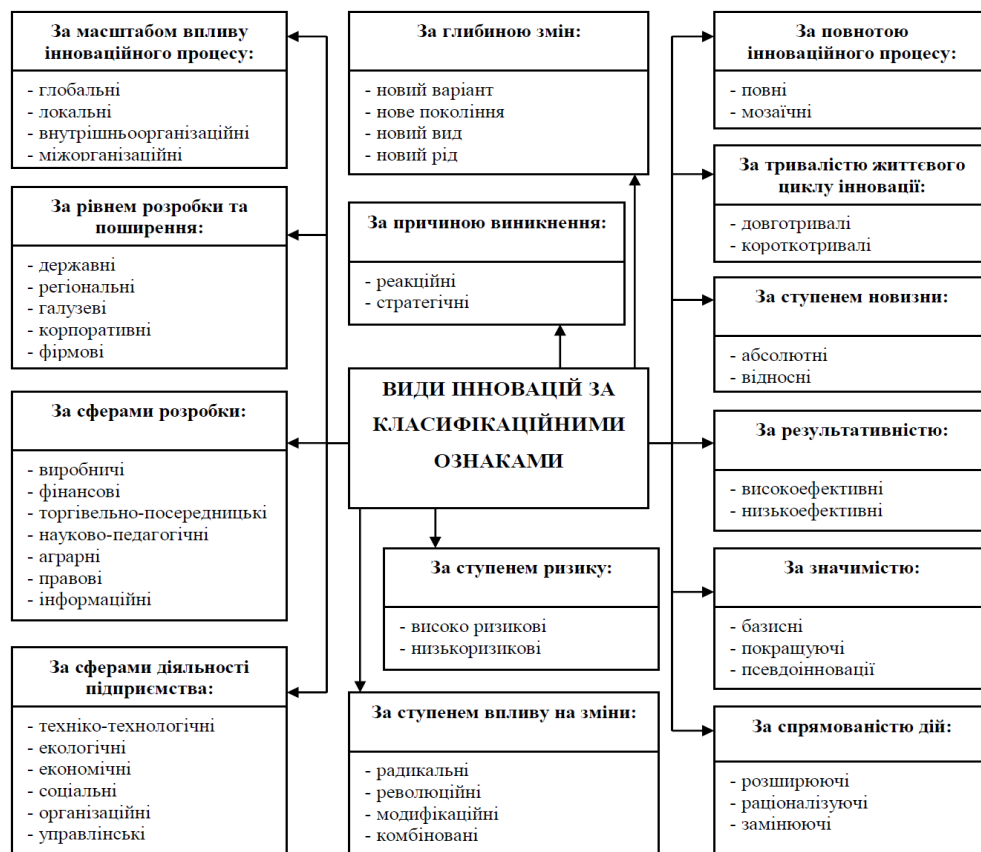 За масштабом впливу
інноваційного процесу:
- глобальні
- локальні
- внутрішньоорганізаційні
- міжорганізаційні
За рівнем розробки та
поширення:
- державні
- регіональні
- галузеві
- корпоративні
- фірмові
За сферами розробки:
- виробничі
- фінансові
- торгівельно-посередницькі
- науково-педагогічні
- аграрні
- правові
- інформаційні
За сферами діяльності
підприємства:
- техніко-технологічні
- екологічні
- економічні
- соціальні
- організаційні
- управлінські
За глибиною змін:
- новий варіант
- нове покоління
- новий вид
- новий рід
За причиною виникнення:
- реакційні
- стратегічні
ВИДИ ІННОВАЦІЙ ЗА
КЛАСИФІКАЦІЙНИМИ
ОЗНАКАМИ
За ступенем ризику:
- високо ризикові
- низькоризикові
За ступенем впливу на зміни:
- радикальні
- революційні
- модифікаційні
- комбіновані
За повнотою
інноваційного процесу:
- повні
- мозаїчні
За тривалістю життєвого
циклу інновації:
- довготривалі
- короткотривалі
За ступенем новизни:
- абсолютні
- відносні
За результативністю:
- високоефективні
- низькоефективні
За значимістю:
- базисні
- покращуючі
- псевдоінновації
За спрямованістю дій:
- розширюючі
- раціоналізуючі
- замінюючі